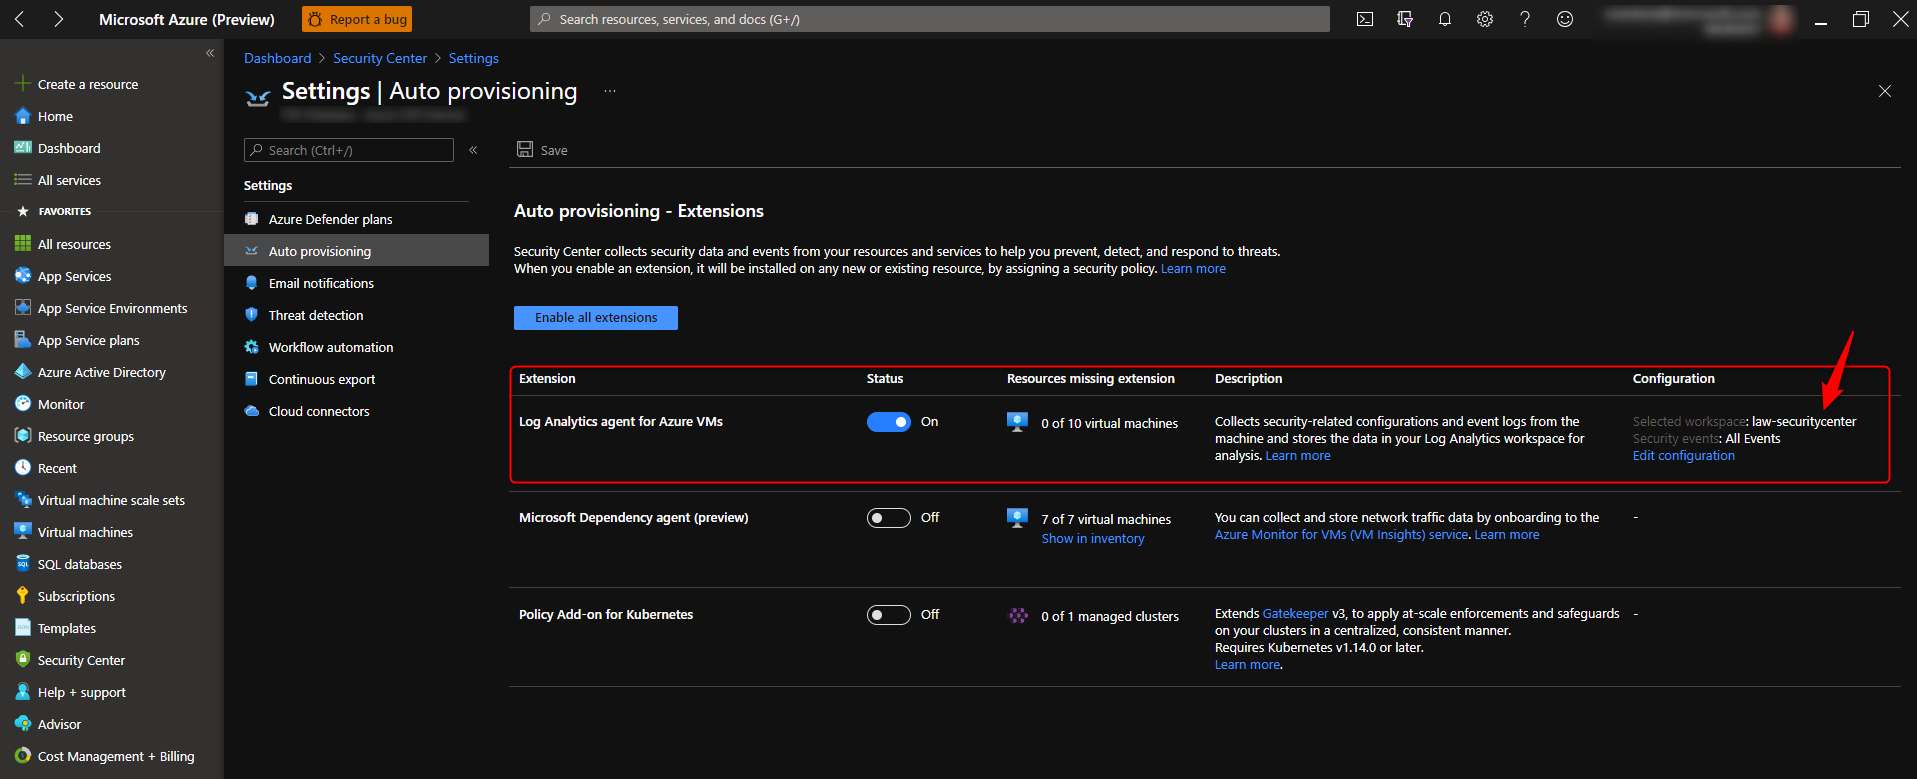 Microsoft Azure (Preview)
Report a bug
Search resources, services, and docs (G+/)
«
Create a resource
Home
Dashboard
All services
FAVORITES
All resources
App Services
App Service Environments
App Service plans
Azure Active Directory
Monitor
Resource groups
Recent
Virtual machine scale sets
Virtual machines
SQL databases
Subscriptions
Templates
Security Center
Help + support
Advisor
Cost Management + Billing
Dashboard > Security Center > Settings
Settings | Auto provisioning ...
Search (Ctrl+/) «
Settings
Azure Defender plans
Auto provisioning
Email notifications
Threat detection
Workflow automation
Continuous export
Cloud connectors
Save
Auto provisioning - Extensions
Security Center collects security data and events from your resources and services to help you prevent, detect, and respond to threats.
When you enable an extension, it will be installed on any new or existing resource, by assigning a security policy. Learn more
Enable all extensions
Extension Status Resources missing extension Description Configuration
Log Analytics agent for Azure VMs
On
0 of 10 virtual machines
Collects security-related configurations and event logs from the
machine and stores the data in your Log Analytics workspace for
analysis. Learn more
Selected workspace: law-securitycenter
Security events: All Events
Edit configuration
Microsoft Dependency agent (preview)
Off
7 of 7 virtual machines
Show in inventory
You can collect and store network traffic data by onboarding to the
Azure Monitor for VMs (VM Insights) service. Learn more
-
Policy Add-on for Kubernetes
Off
0 of 1 managed clusters
Extends Gatekeeper v3, to apply at-scale enforcements and safeguards
on your clusters in a centralized, consistent manner.
Requires Kubernetes v1.14.0 or later.
Learn more.
-